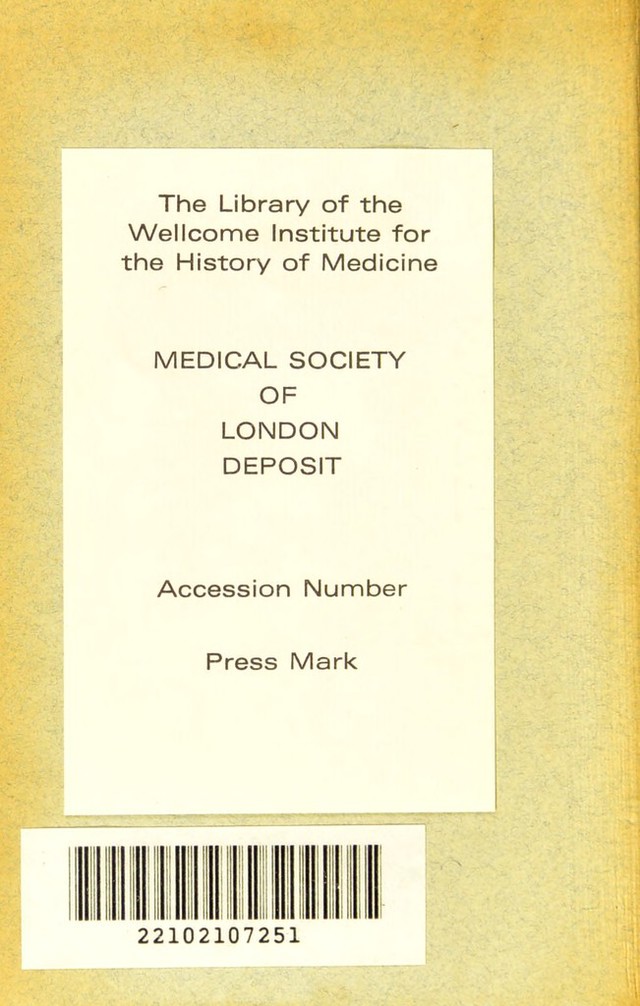 The Library of the
Wellcome Institute for
the History of Medicine
MEDICAL SOCIETY
OF
LONDON
DEPOSIT
Accession Number
Press Mark
22102107251